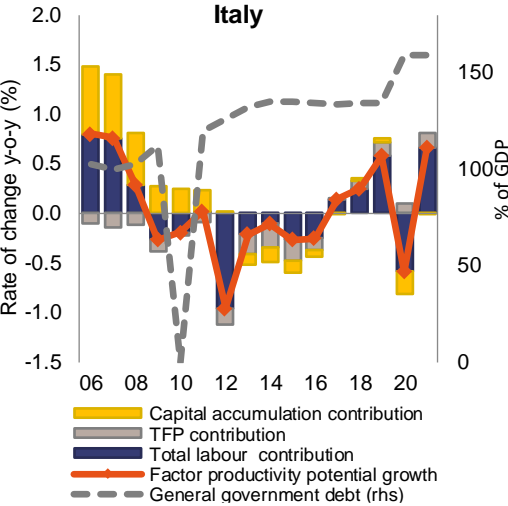 Italy
Rate of change y-o-y (%)
2.0
1.5
1.0
0.5
0.0
-0.5
-1.0
-1.5
150
100
50
0
% of GDP
06 08 10 12 14 16 18 20
Capital accumulation contribution
TFP contribution
Total labour contribution
Factor productivity potential growth
General government debt (rhs)